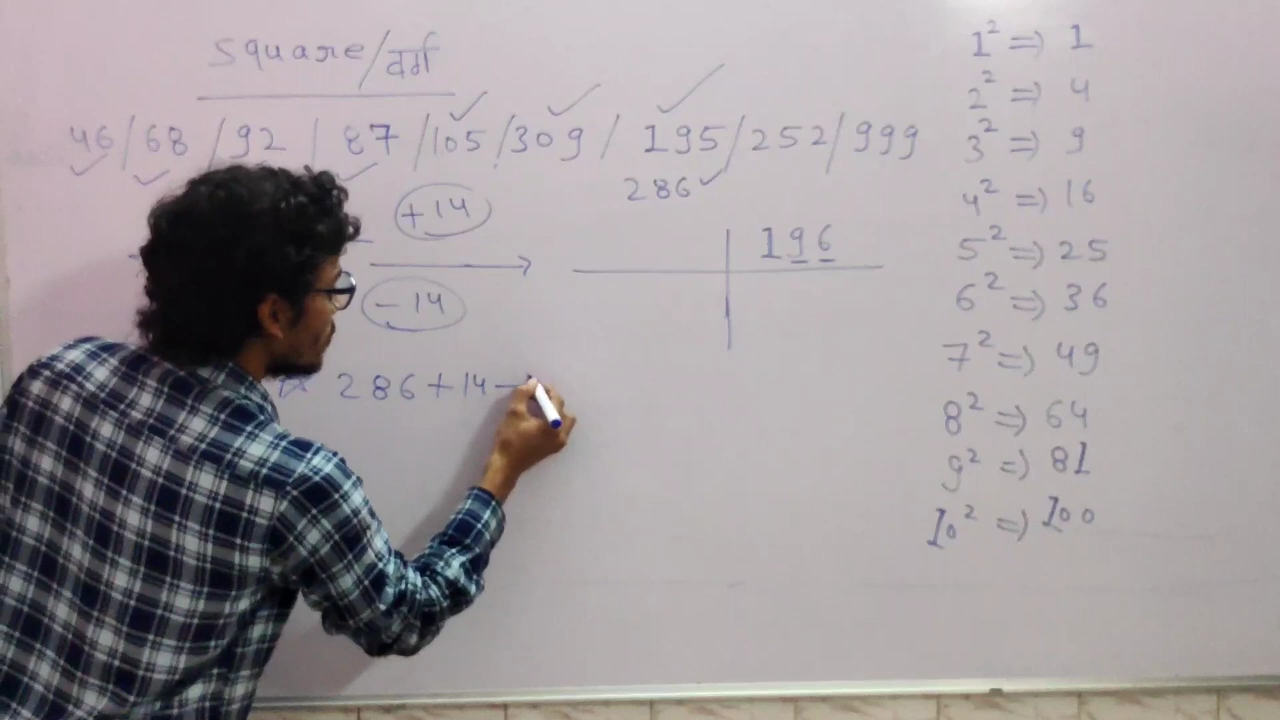 Square/वर्ग
46/68/92/87/105/309/195/252/999
286
+14
-14
196
286+14-
1² => 1
2² => 4
3² => 9
4² => 16
5² => 25
6² => 36
7² => 49
8² => 64
9² => 81
10² => 100